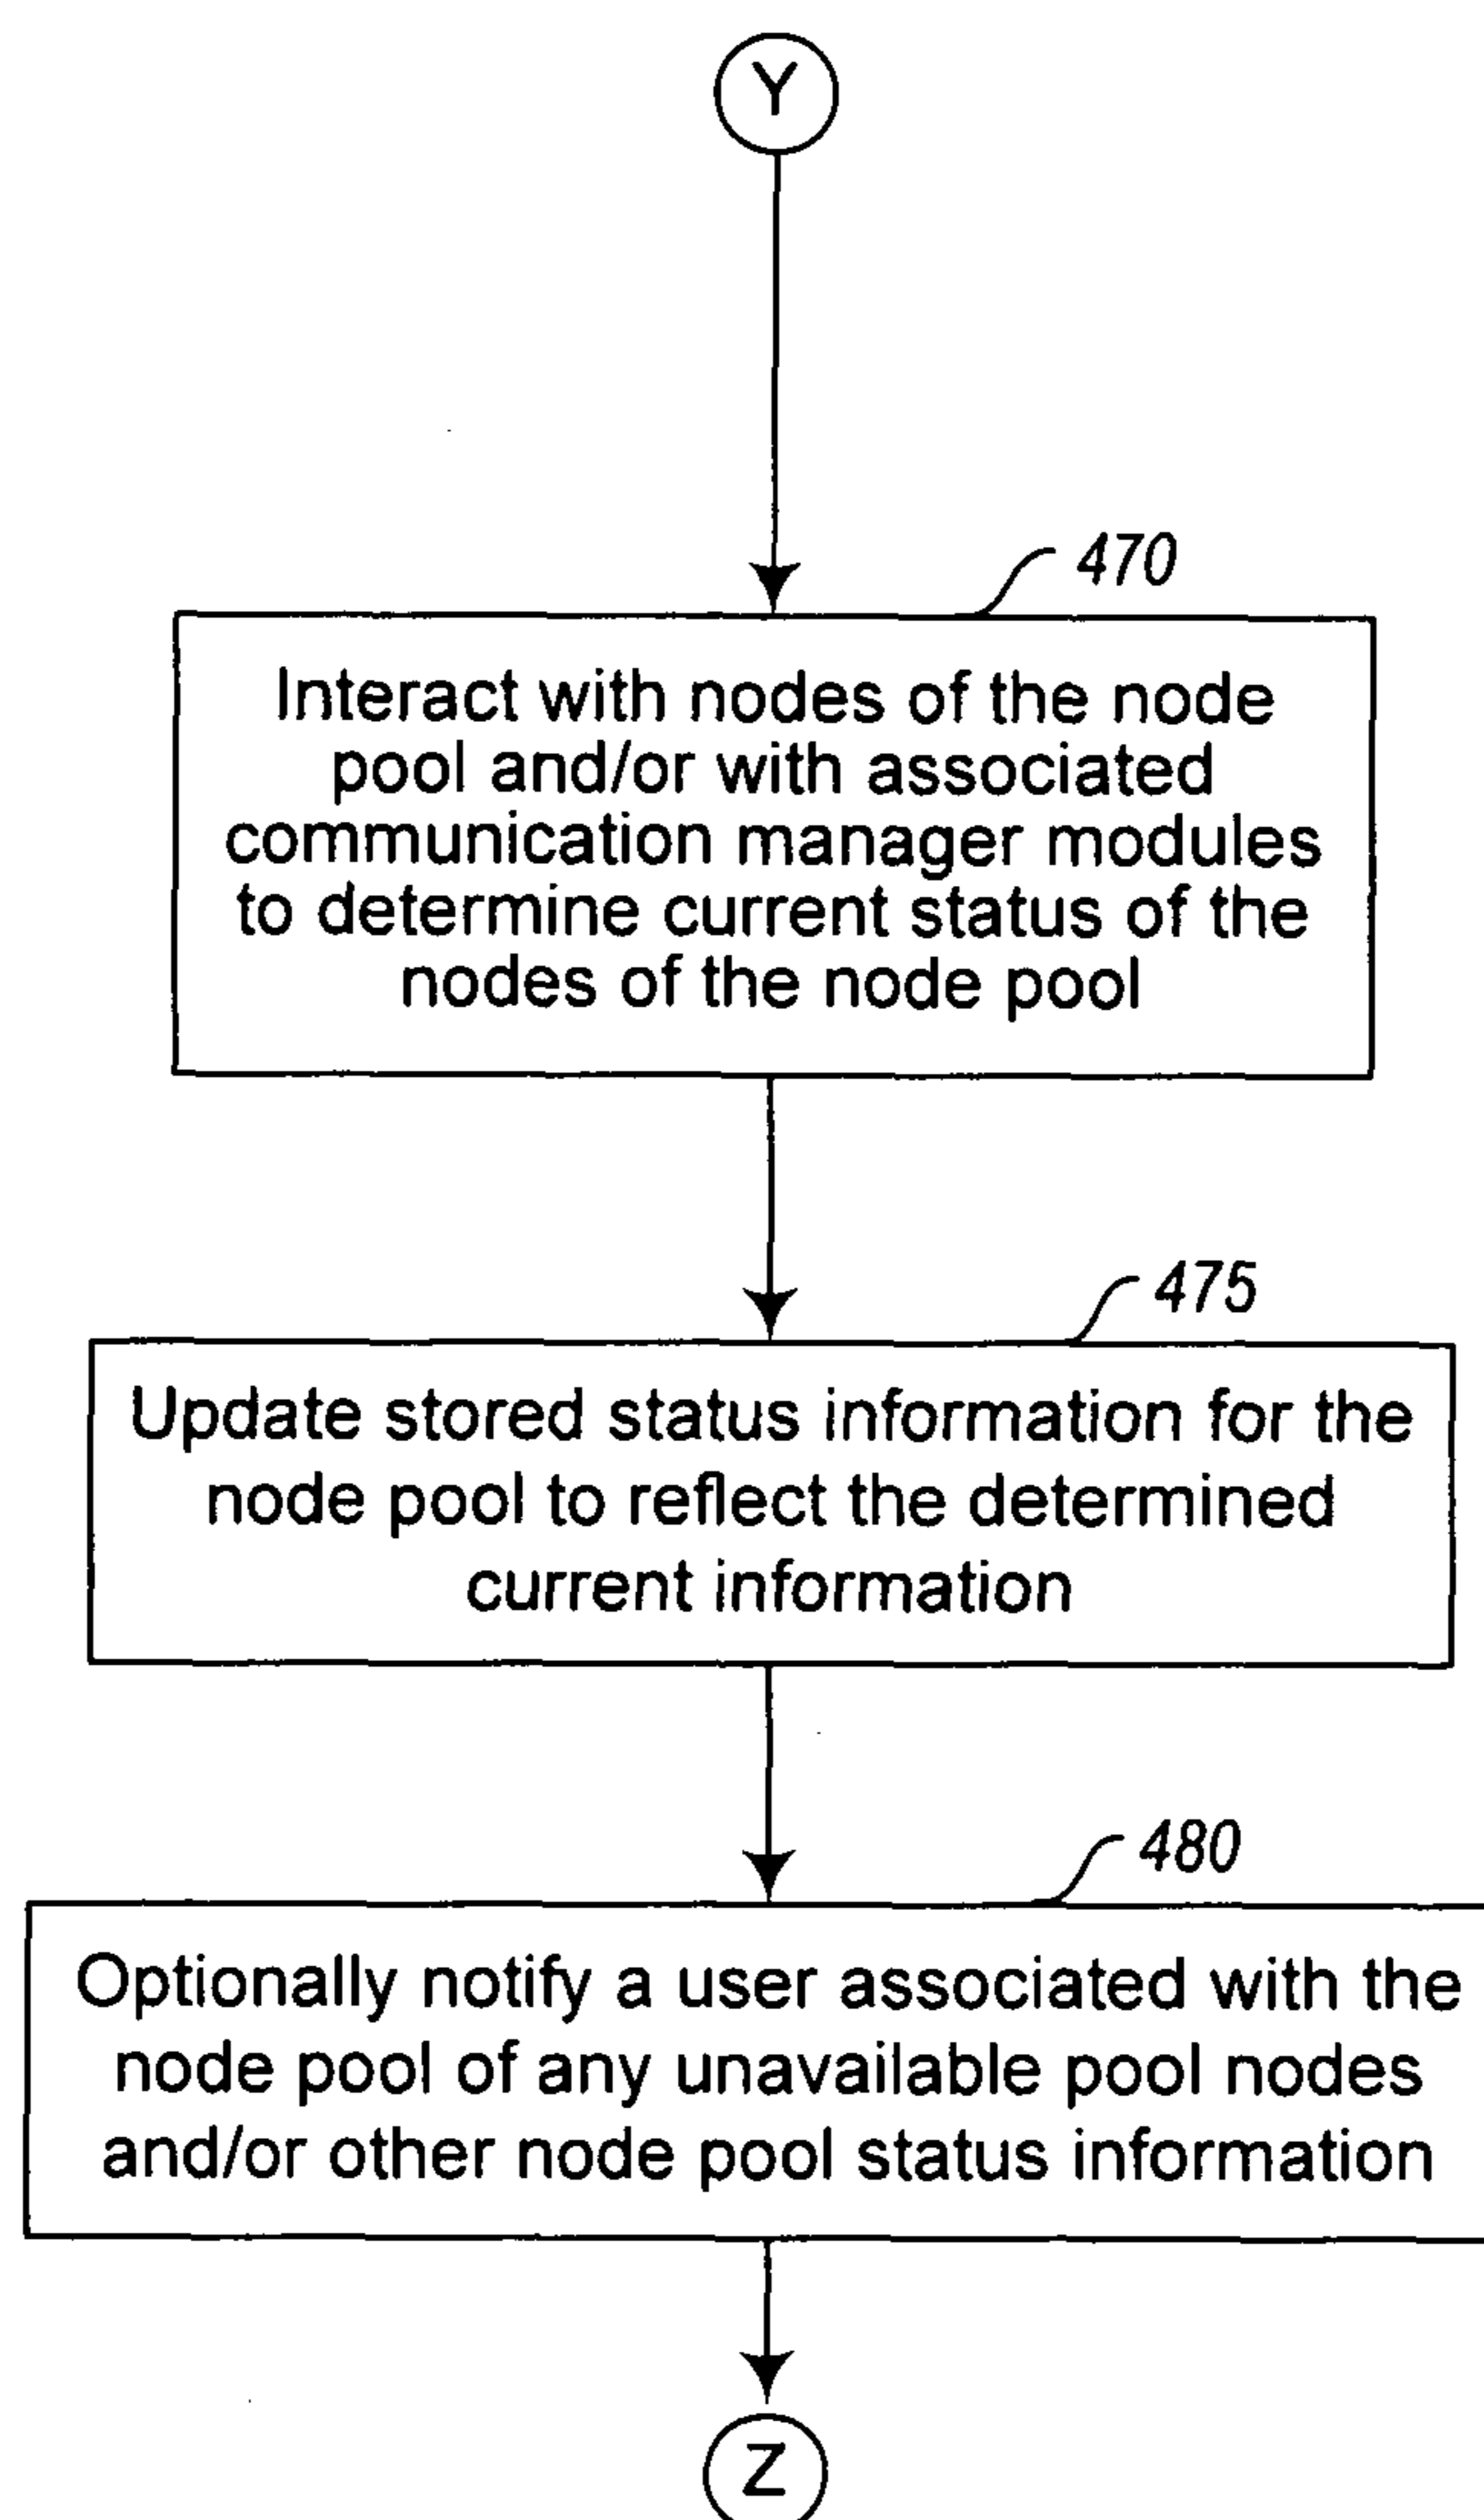 Y
470
Interact with nodes of the node
pool and/or with associated
communication manager modules
to determine current status of the
nodes of the node pool
475
Update stored status information for the
node pool to reflect the determined
current information
480
Optionally notify a user associated with the
node pool of any unavailable pool nodes
and/or other node pool status information
Z